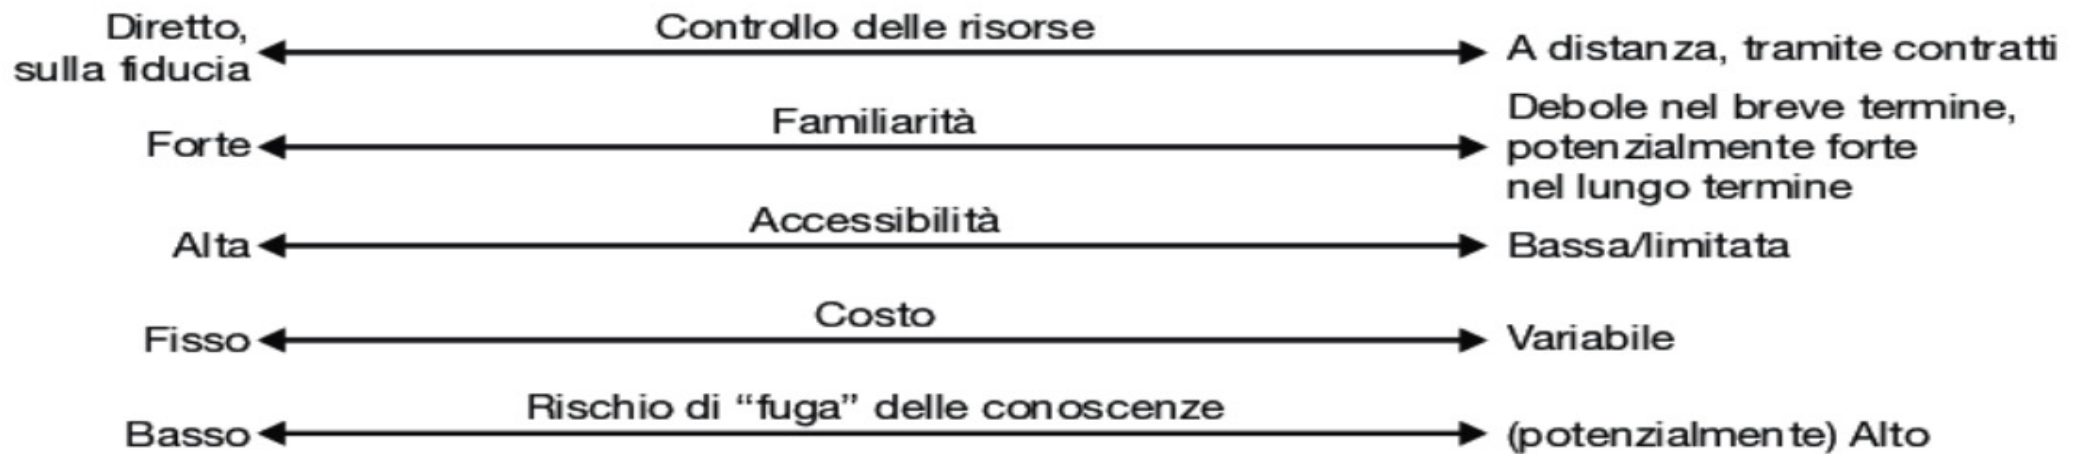 Diretto,
sulla fiducia
Controllo delle risorse
A distanza, tramite contratti
Forte
Familiarità
Debole nel breve termine,
potenzialmente forte
nel lungo termine
Alta
Accessibilità
Bassa/limitata
Fisso
Costo
Variabile
Basso
Rischio di “fuga” delle conoscenze
(potenzialmente) Alto